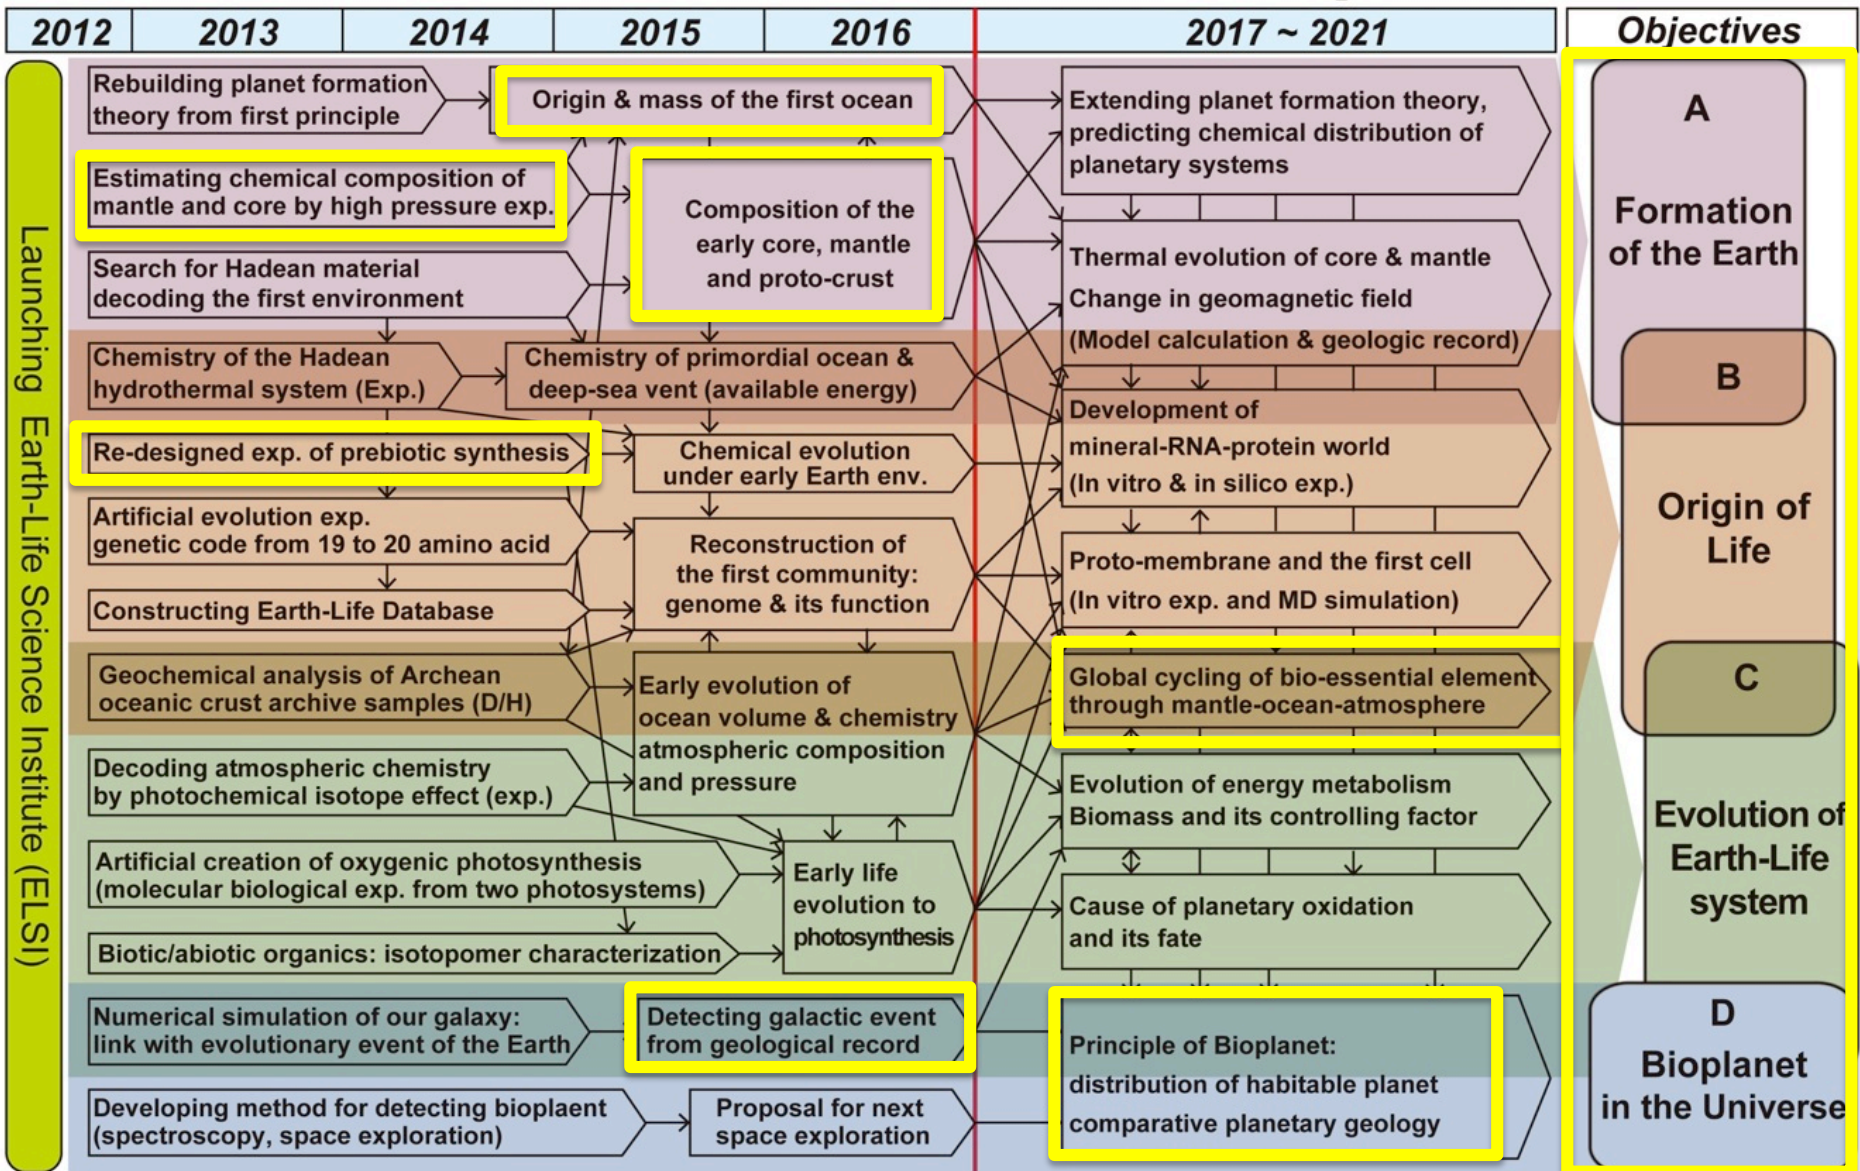 2012
2013
2014
2015
2016
2017 ~ 2021
Objectives
Launching Earth-Life Science Institute (ELSI)
Rebuilding planet formation
theory from first principle
Origin & mass of the first ocean
Estimating chemical composition of
mantle and core by high pressure exp.
Composition of the
early core, mantle
and proto-crust
Search for Hadean material
decoding the first environment
Chemistry of the Hadean
hydrothermal system (Exp.)
Chemistry of primordial ocean &
deep-sea vent (available energy)
Re-designed exp. of prebiotic synthesis
Chemical evolution
under early Earth env.
Artificial evolution exp.
genetic code from 19 to 20 amino acid
Reconstruction of
the first community:
genome & its function
Constructing Earth-Life Database
Geochemical analysis of Archean
oceanic crust archive samples (D/H)
Early evolution of
ocean volume & chemistry
atmospheric composition
and pressure
Decoding atmospheric chemistry
by photochemical isotope effect (exp.)
Artificial creation of oxygenic photosynthesis
(molecular biological exp. from two photosystems)
Early life
evolution to
photosynthesis
Biotic/abiotic organics: isotopomer characterization
Numerical simulation of our galaxy:
link with evolutionary event of the Earth
Detecting galactic event
from geological record
Developing method for detecting bioplaent
(spectroscopy, space exploration)
Proposal for next
space exploration
Extending planet formation theory,
predicting chemical distribution of
planetary systems
Thermal evolution of core & mantle
Change in geomagnetic field
(Model calculation & geologic record)
Development of
mineral-RNA-protein world
(In vitro & in silico exp.)
Proto-membrane and the first cell
(In vitro exp. and MD simulation)
Global cycling of bio-essential element
through mantle-ocean-atmosphere
Evolution of energy metabolism
Biomass and its controlling factor
Cause of planetary oxidation
and its fate
Principle of Bioplanet:
distribution of habitable planet
comparative planetary geology
A
Formation
of the Earth
B
Origin of
Life
C
Evolution of
Earth-Life
system
D
Bioplanet
in the Universe